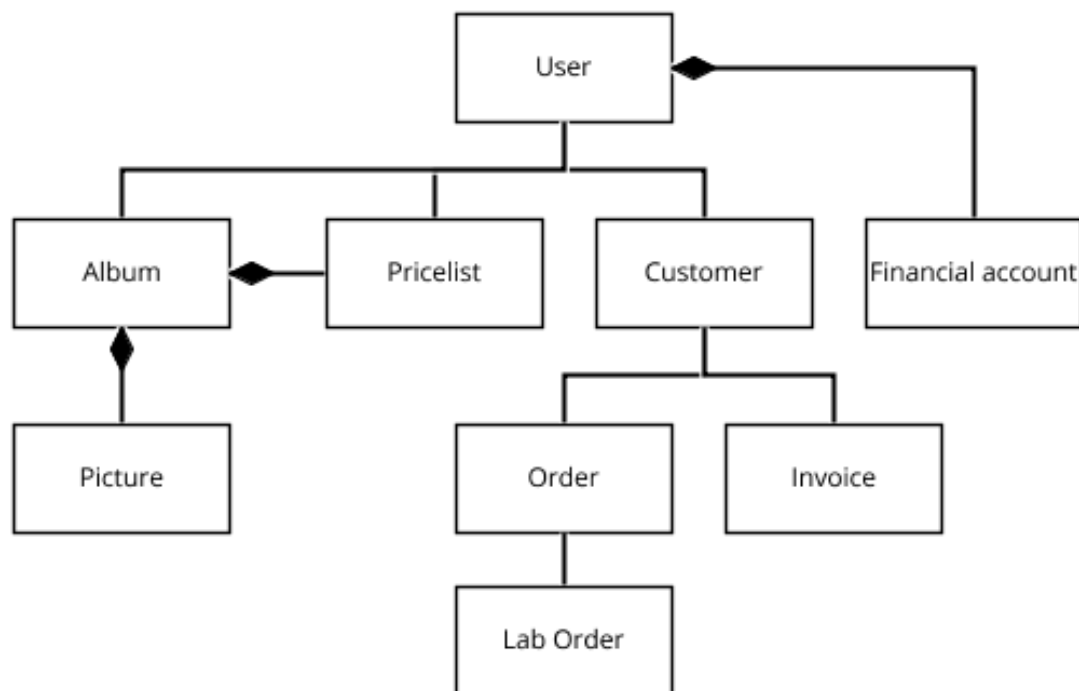 User
Album
Pricelist
Customer
Financial account
Picture
Order
Invoice
Lab Order